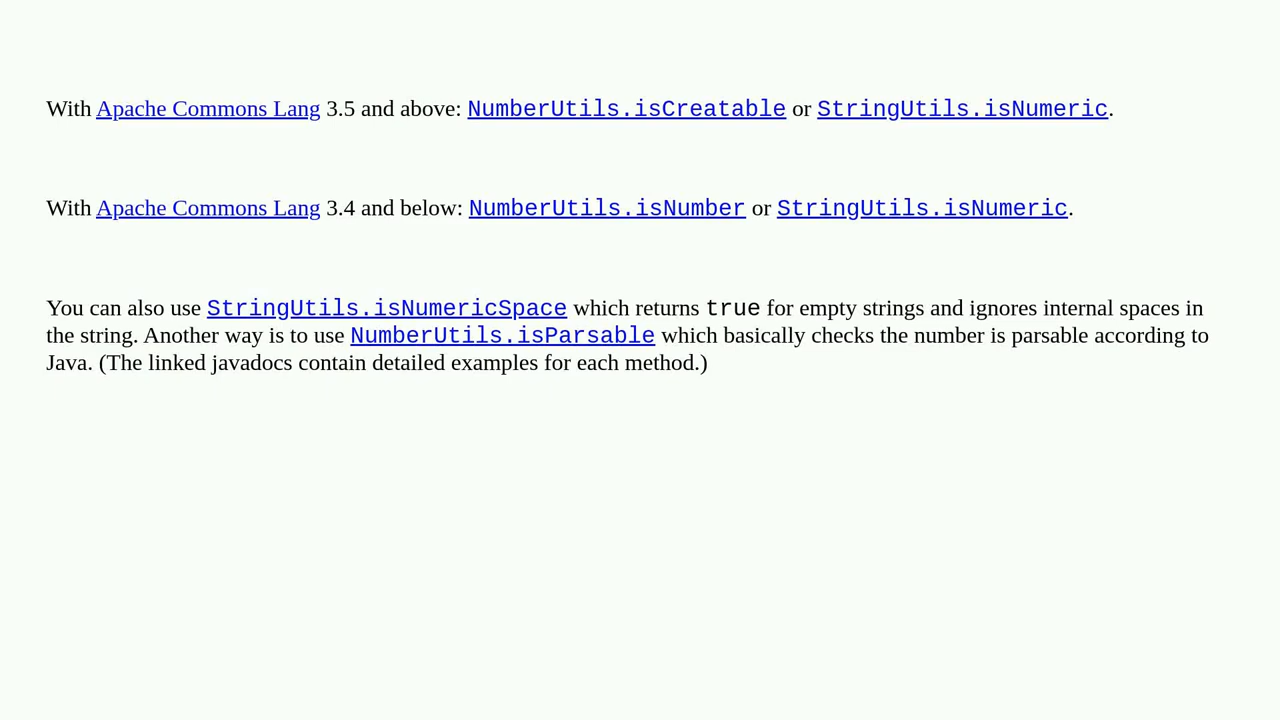 With Apache Commons Lang 3.5 and above: NumberUtils.isCreatable or StringUtils.isNumeric.
With Apache Commons Lang 3.4 and below: NumberUtils.isNumber or StringUtils.isNumeric.
You can also use StringUtils.isNumericSpace which returns true for empty strings and ignores internal spaces in
the string. Another way is to use NumberUtils.isParsable which basically checks the number is parsable according to
Java. (The linked javadocs contain detailed examples for each method.)